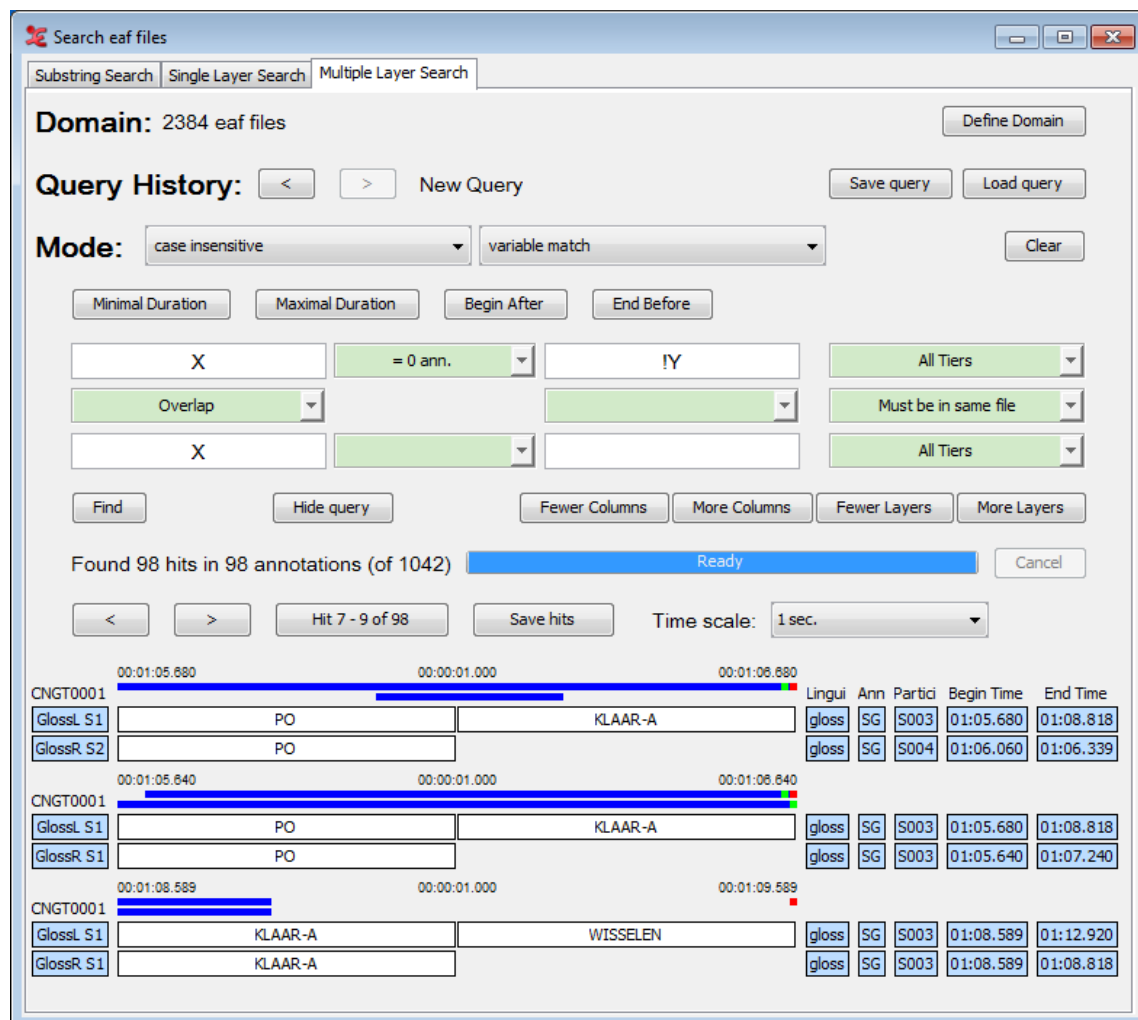 Search eaf files
Substring Search Single Layer Search Multiple Layer Search
Domain: 2384 eaf files Define Domain
Query History: < > New Query Save query Load query
Mode: case insensitive variable match Clear
Minimal Duration Maximal Duration Begin After End Before
X = 0 ann. !Y All Tiers
Overlap Must be in same file
X All Tiers
Find Hide query Fewer Columns More Columns Fewer Layers More Layers
Found 98 hits in 98 annotations (of 1042) Ready Cancel
< > Hit 7 - 9 of 98 Save hits Time scale: 1 sec.
00:01:05.680 00:00:01.000 00:01:06.680
CNGT0001 Lingui Ann Partici Begin Time End Time
GlossL S1 PO KLAAR-A gloss SG S003 01:05.680 01:08.818
GlossR S2 PO gloss SG S004 01:06.060 01:06.339
00:01:05.640 00:00:01.000 00:01:06.640
CNGT0001
GlossL S1 PO KLAAR-A gloss SG S003 01:05.680 01:08.818
GlossR S1 PO gloss SG S003 01:05.640 01:07.240
00:01:08.589 00:00:01.000 00:01:09.589
CNGT0001
GlossL S1 KLAAR-A WISSELEN gloss SG S003 01:08.589 01:12.920
GlossR S1 KLAAR-A gloss SG S003 01:08.589 01:08.818